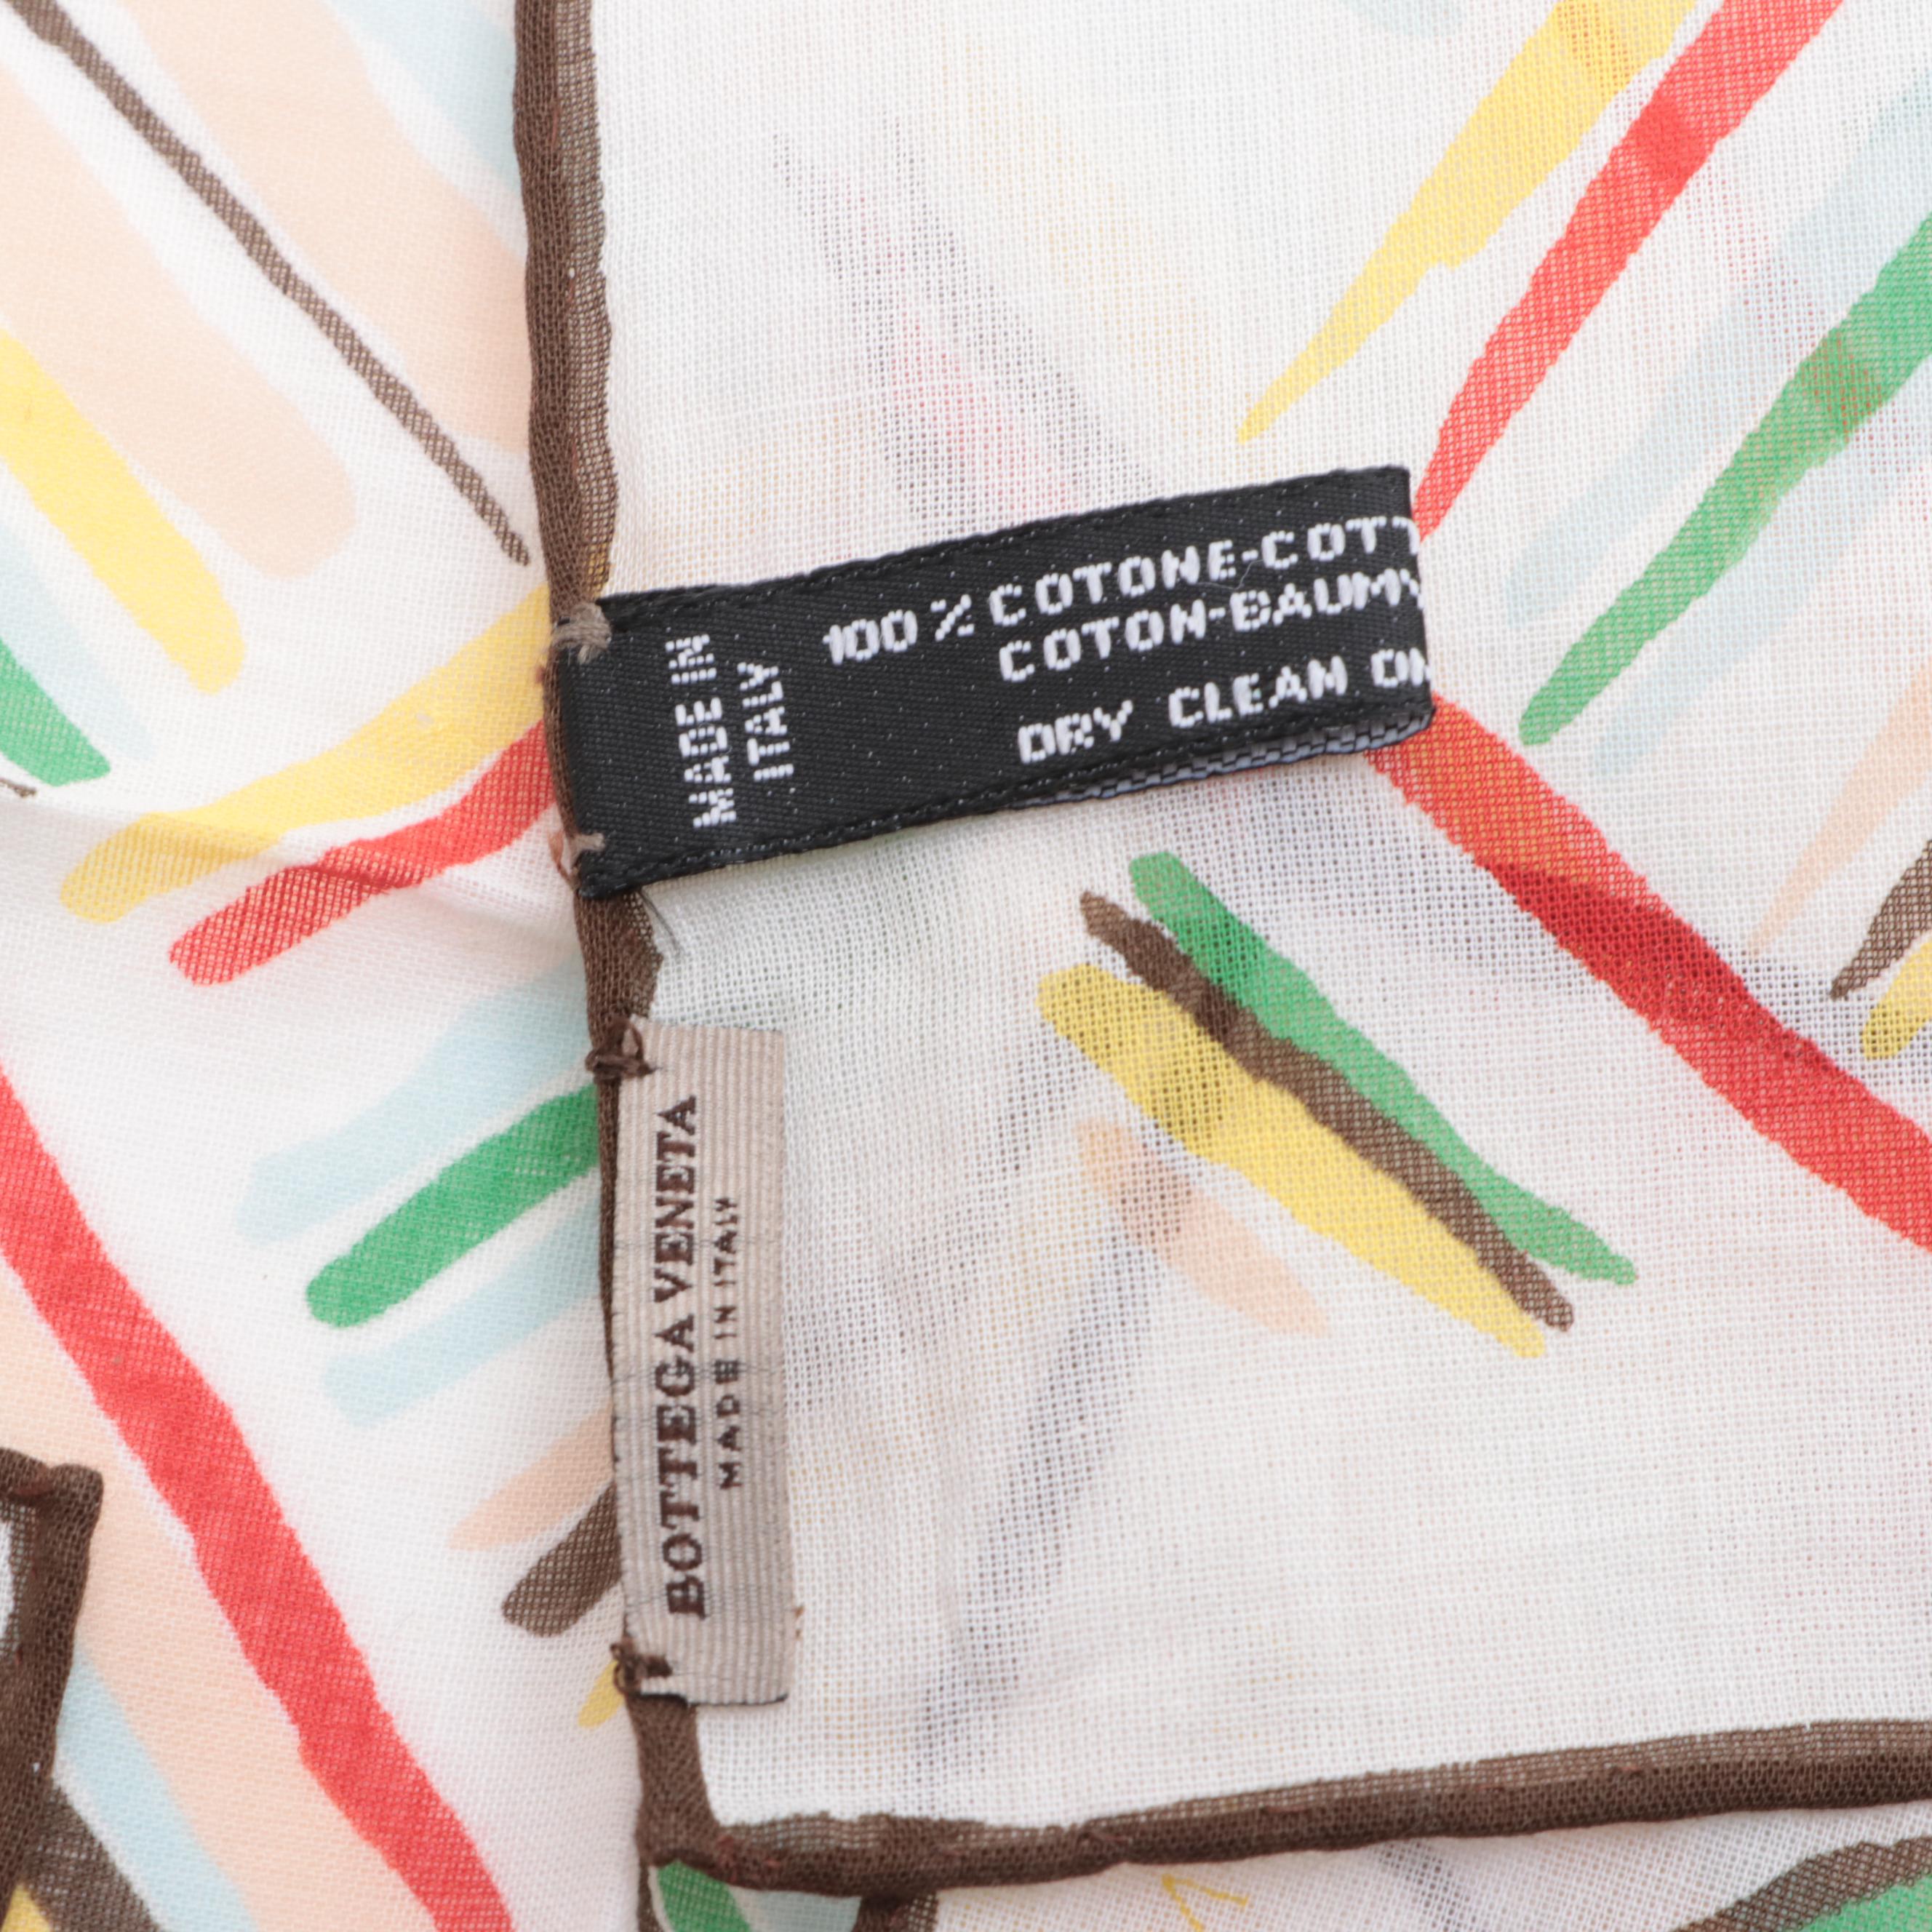 MADE IN
ITALY
100% COTONE-COTT
COTON-BAUMW
DRY CLEAN ON
BOTTEGA VENETA
MADE IN ITALY